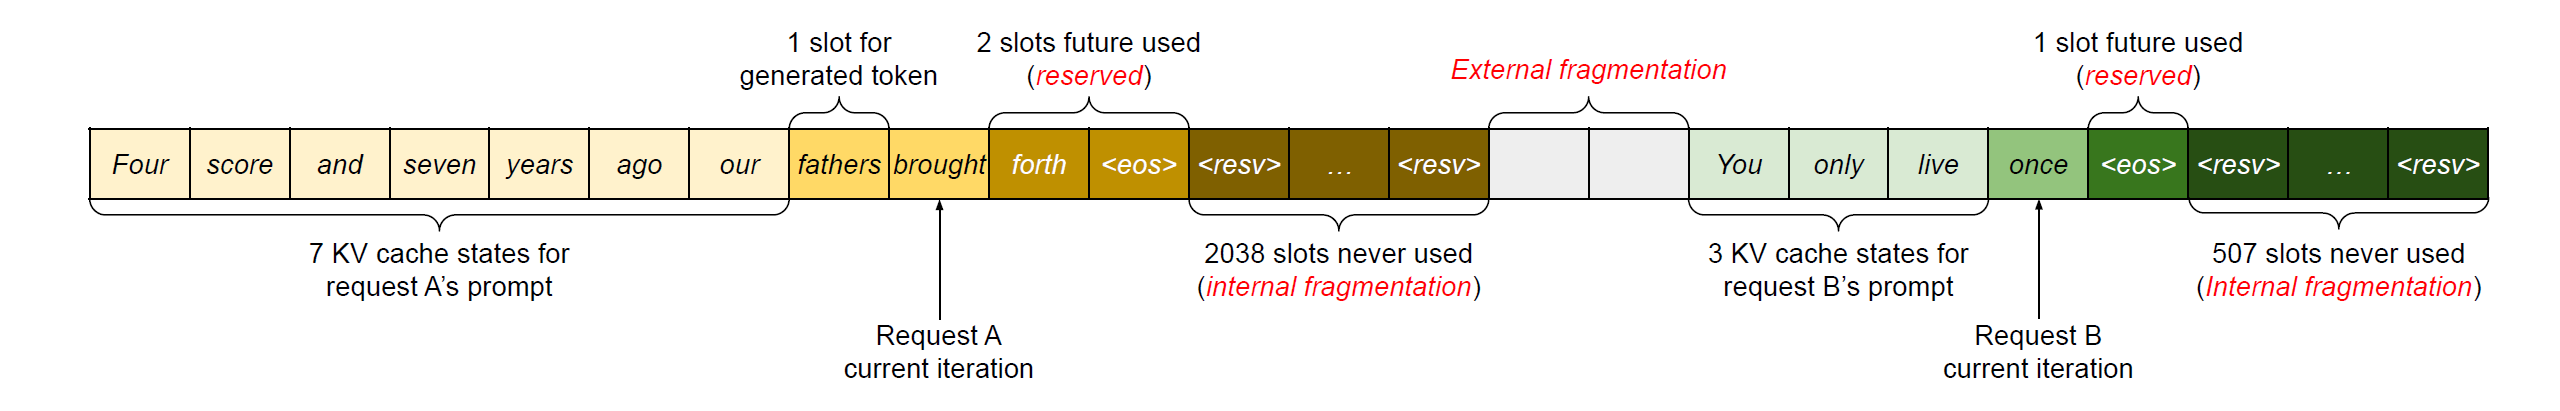 1 slot for
generated token
2 slots future used
(reserved)
External fragmentation
1 slot future used
(reserved)
Four score and seven years ago our fathers brought forth <eos> <resv> ... <resv> You only live once <eos> <resv> ... <resv>
7 KV cache states for
request A's prompt
2038 slots never used
(internal fragmentation)
3 KV cache states for
request B's prompt
507 slots never used
(Internal fragmentation)
Request A
current iteration
Request B
current iteration